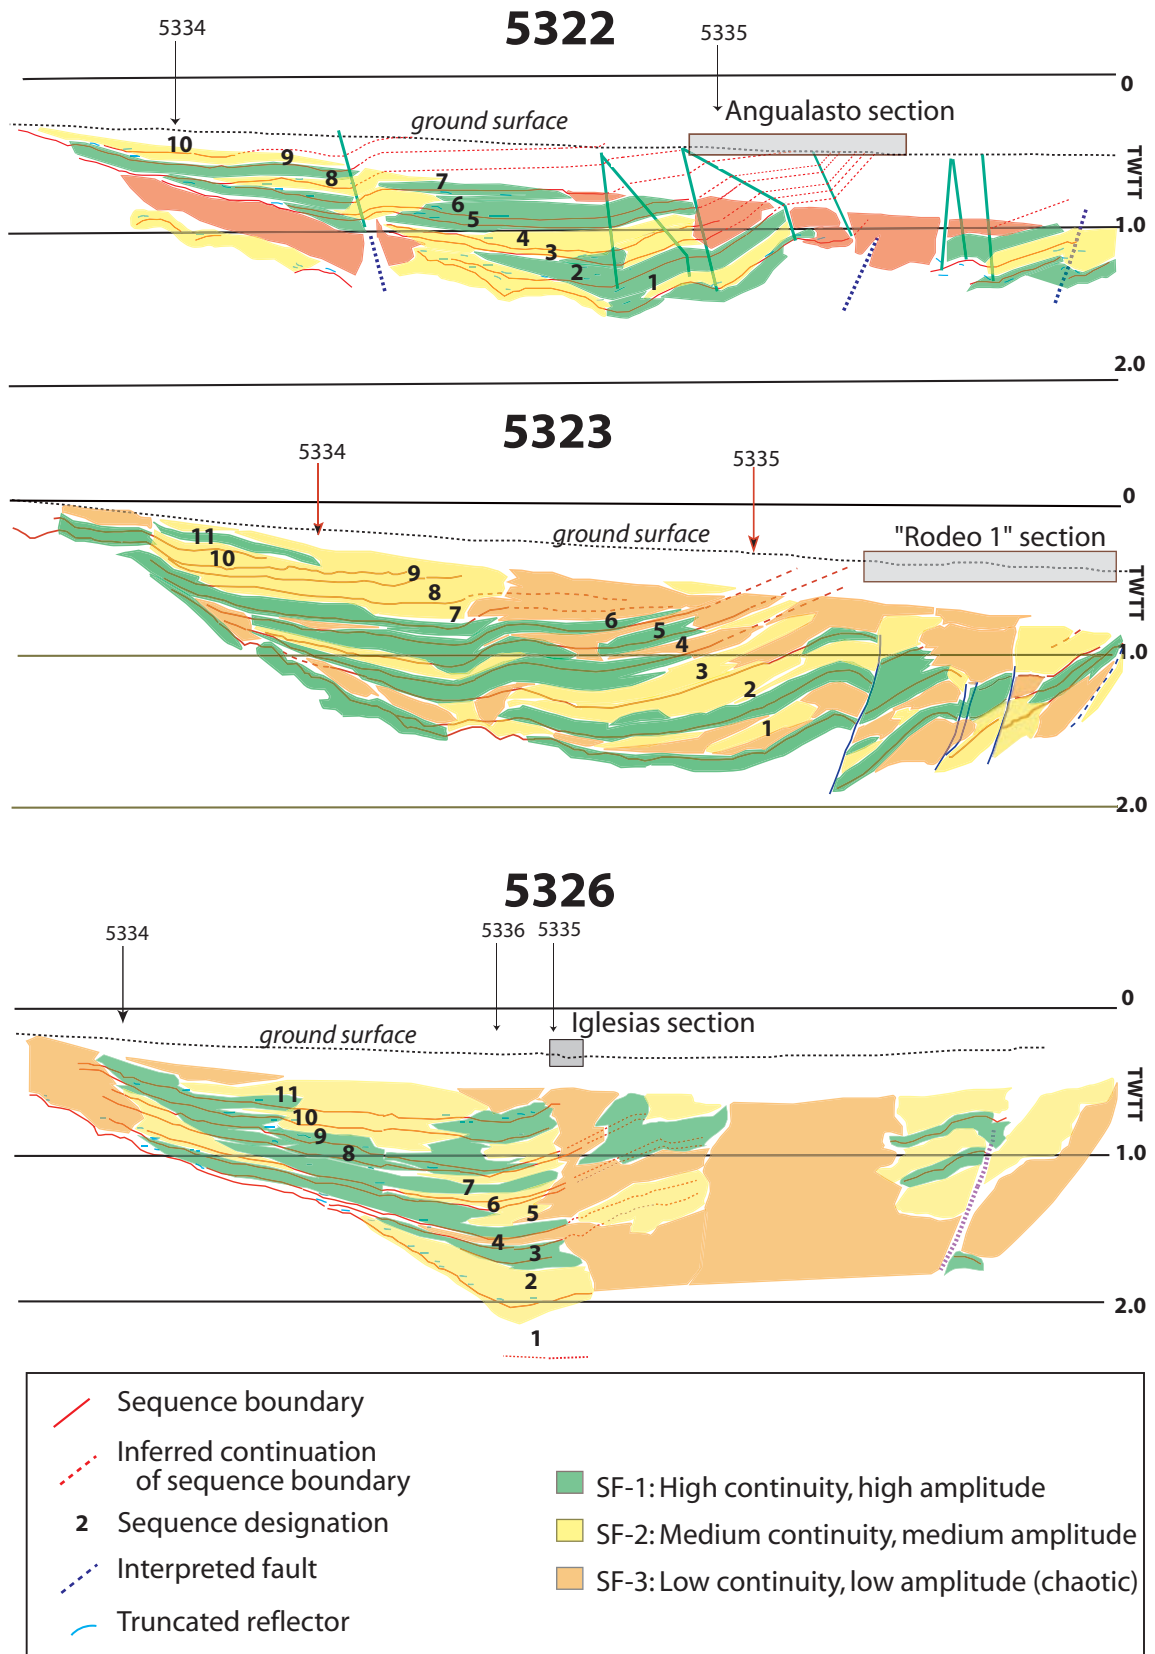 5322
5334
5335
0
Angualasto section
ground surface
10
9
8
7
6
5
4
3
2
1
TWTT
1.0
2.0
5323
5334
5335
0
ground surface
"Rodeo 1" section
11
10
9
8
7
6
5
4
3
2
1
TWTT
1.0
2.0
5326
5334
5336
5335
0
Iglesias section
ground surface
11
10
9
8
7
6
5
4
3
2
1
TWTT
1.0
2.0
Sequence boundary
Inferred continuation
of sequence boundary
2 Sequence designation
Interpreted fault
Truncated reflector
SF-1: High continuity, high amplitude
SF-2: Medium continuity, medium amplitude
SF-3: Low continuity, low amplitude (chaotic)